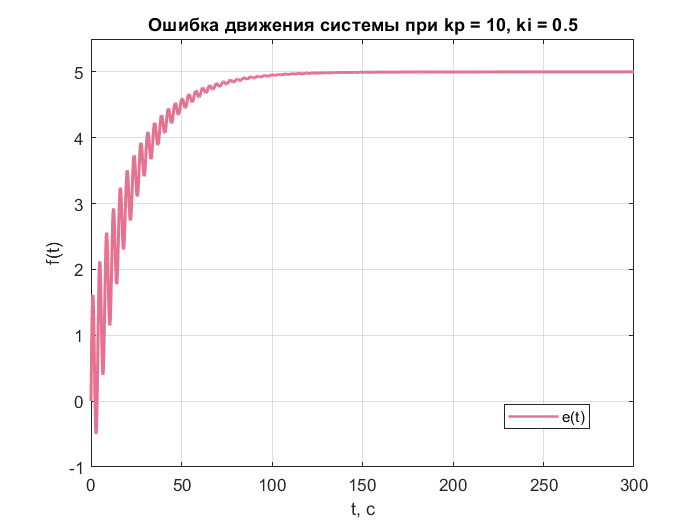 Ошибка движения системы при kp = 10, ki = 0.5
f(t)
5
4
3
2
1
0
-1
e(t)
0 50 100 150 200 250 300
t, c